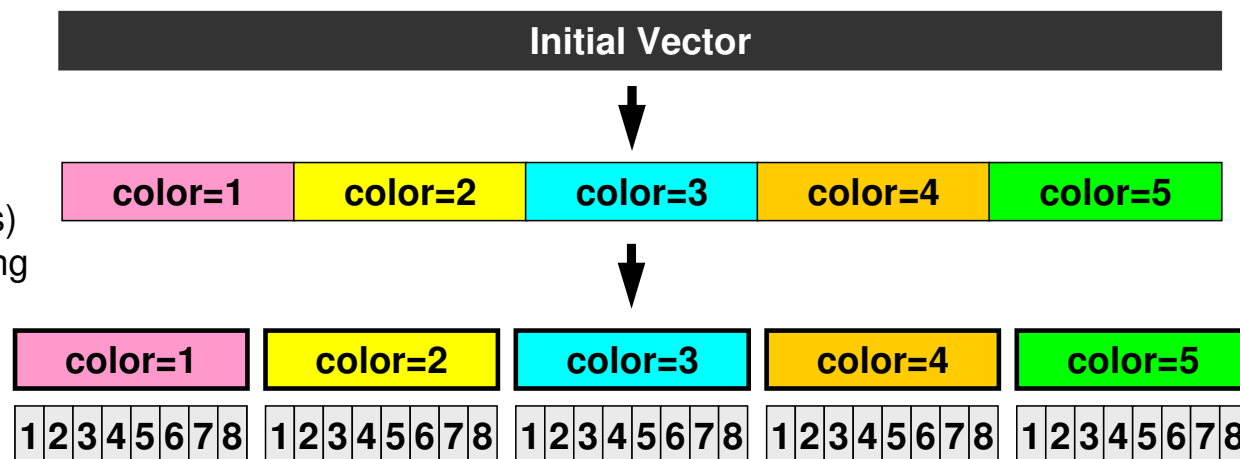 Initial Vector
color=1 color=2 color=3 color=4 color=5
s)
ng
color=1 color=2 color=3 color=4 color=5
1 2 3 4 5 6 7 8 1 2 3 4 5 6 7 8 1 2 3 4 5 6 7 8 1 2 3 4 5 6 7 8 1 2 3 4 5 6 7 8